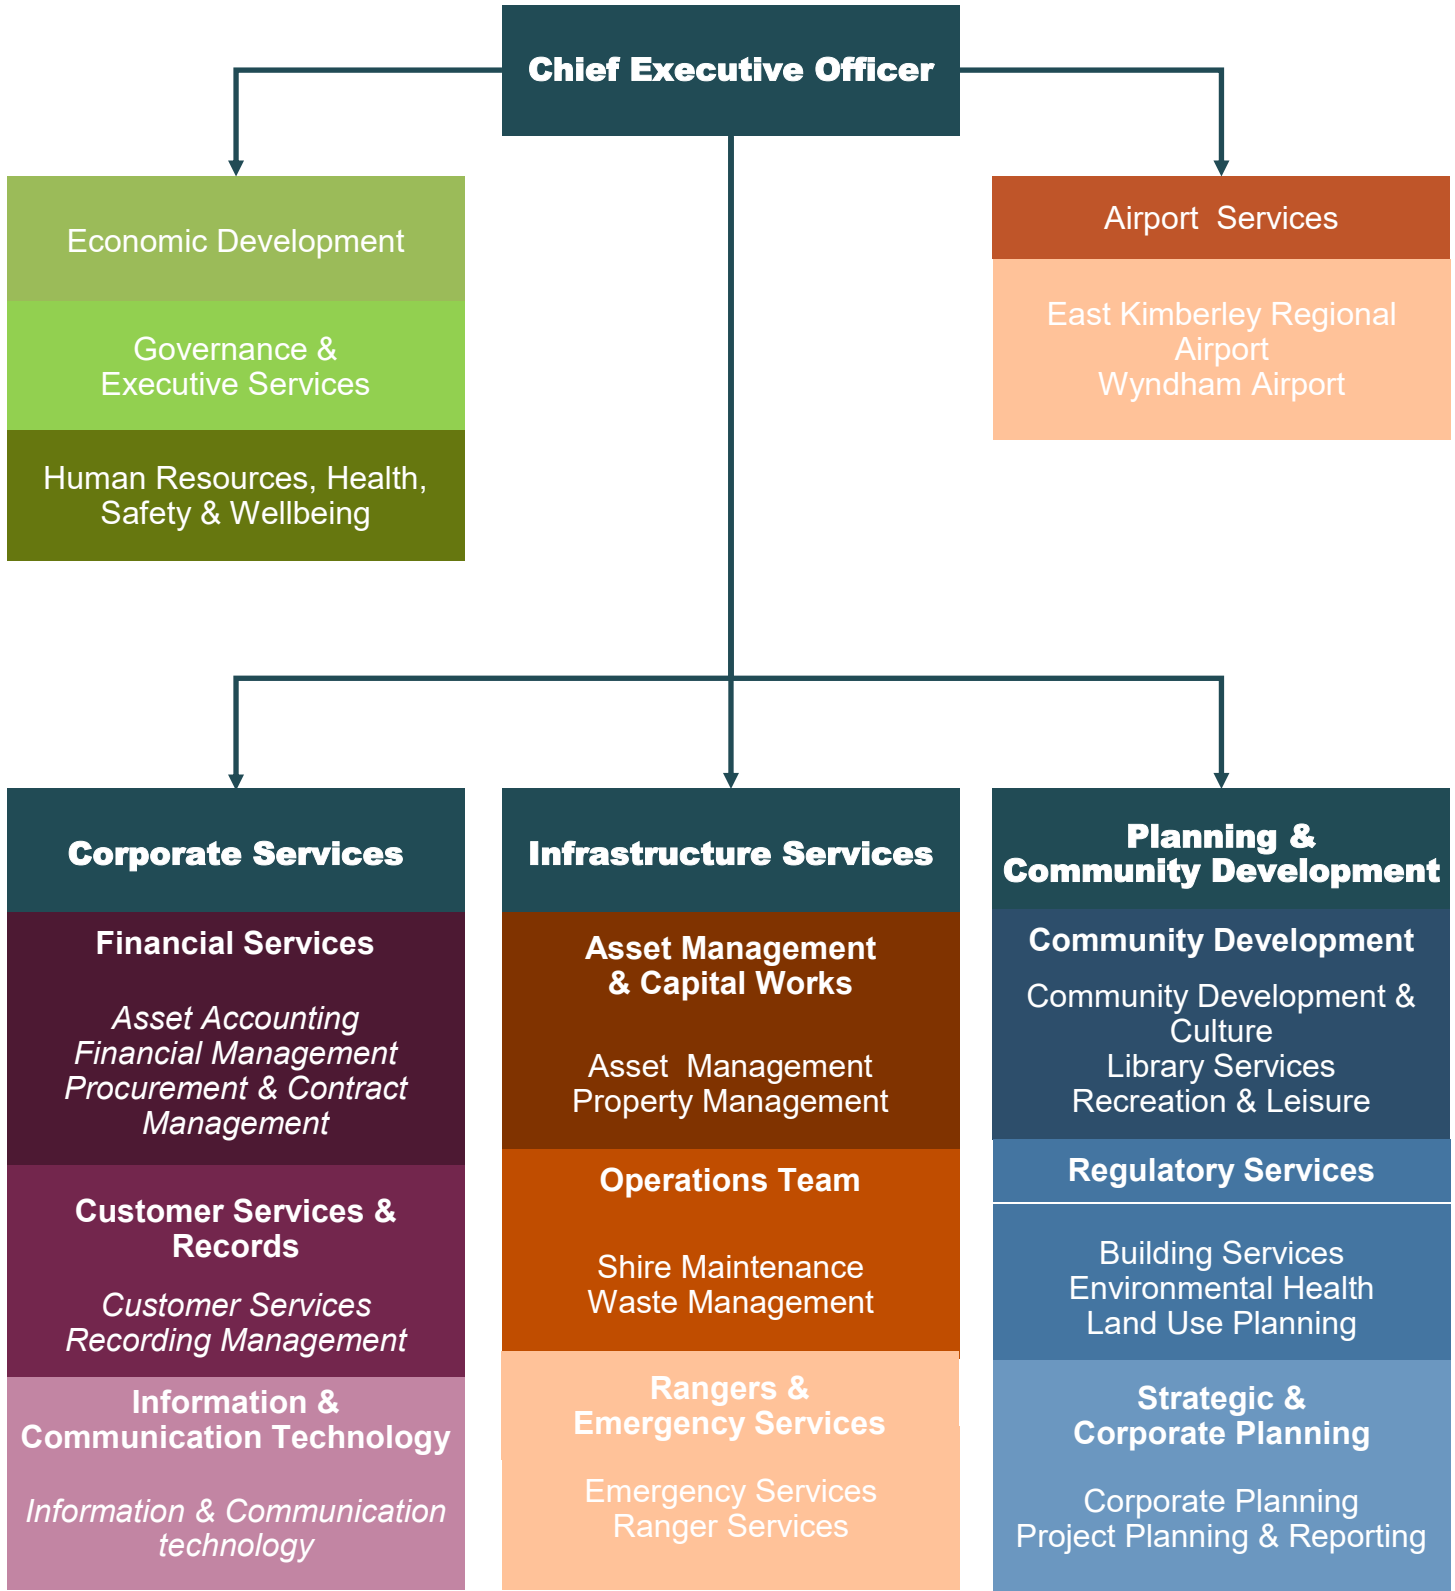 Chief Executive Officer
Economic Development
Governance &
Executive Services
Human Resources, Health,
Safety & Wellbeing
Airport  Services
East Kimberley Regional
Airport
Wyndham Airport
Corporate Services
Financial Services
Asset Accounting
Financial Management
Procurement & Contract
Management
Customer Services &
Records
Customer Services
Recording Management
Information &
Communication Technology
Information & Communication
technology
Infrastructure Services
Asset Management
& Capital Works
Asset  Management
Property Management
Operations Team
Shire Maintenance
Waste Management
Rangers &
Emergency Services
Emergency Services
Ranger Services
Planning &
Community Development
Community Development
Community Development &
Culture
Library Services
Recreation & Leisure
Regulatory Services
Building Services
Environmental Health
Land Use Planning
Strategic &
Corporate Planning
Corporate Planning
Project Planning & Reporting